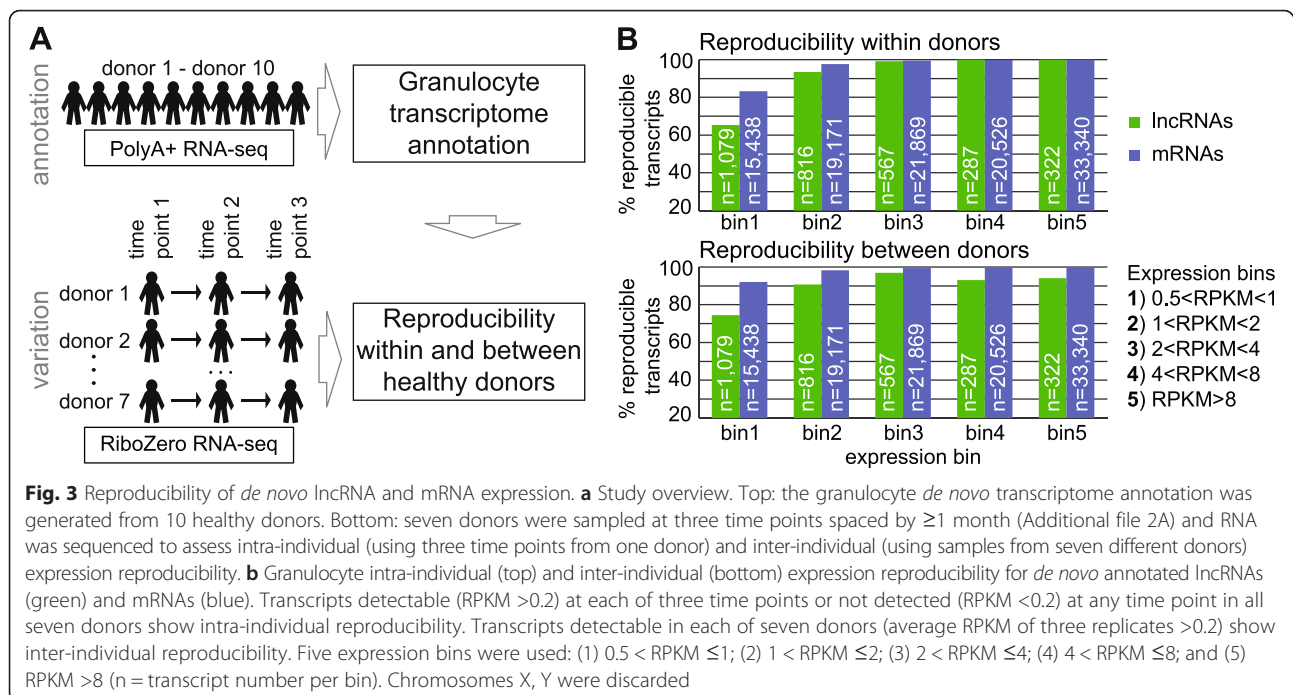 A
annotation
donor 1 - donor 10
PolyA+ RNA-seq
Granulocyte
transcriptome
annotation
variation
time
point 1
time
point 2
time
point 3
donor 1
donor 2
donor 7
RiboZero RNA-seq
Reproducibility
within and between
healthy donors
B
Reproducibility within donors
% reproducible
transcripts
100
80
60
40
20
n=1,079
n=15,438
n=816
n=19,171
n=567
n=21,869
n=287
n=20,526
n=322
n=33,340
bin1
bin2
bin3
bin4
bin5
lncRNAs
mRNAs
Reproducibility between donors
% reproducible
transcripts
100
80
60
40
20
n=1,079
n=15,438
n=816
n=19,171
n=567
n=21,869
n=287
n=20,526
n=322
n=33,340
bin1
bin2
bin3
bin4
bin5
expression bin
Expression bins
1) 0.5<RPKM<1
2) 1<RPKM<2
3) 2<RPKM<4
4) 4<RPKM<8
5) RPKM>8
Fig. 3 Reproducibility of de novo lncRNA and mRNA expression. a Study overview. Top: the granulocyte de novo transcriptome annotation was
generated from 10 healthy donors. Bottom: seven donors were sampled at three time points spaced by ≥1 month (Additional file 2A) and RNA
was sequenced to assess intra-individual (using three time points from one donor) and inter-individual (using samples from seven different donors)
expression reproducibility. b Granulocyte intra-individual (top) and inter-individual (bottom) expression reproducibility for de novo annotated lncRNAs
(green) and mRNAs (blue). Transcripts detectable (RPKM >0.2) at each of three time points or not detected (RPKM <0.2) at any time point in all
seven donors show intra-individual reproducibility. Transcripts detectable in each of seven donors (average RPKM of three replicates >0.2) show
inter-individual reproducibility. Five expression bins were used: (1) 0.5 < RPKM ≤1; (2) 1 < RPKM ≤2; (3) 2 < RPKM ≤4; (4) 4 < RPKM ≤8; and (5)
RPKM >8 (n = transcript number per bin). Chromosomes X, Y were discarded